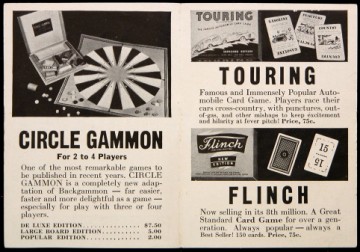 CIRCLE GAMMON
For 2 to 4 Players
One of the most remarkable games to
be published in recent years. CIRCLE
GAMMON is a completely new adap-
tation of Backgammon — far easier,
faster and more delightful as a game —
especially for play with three or four
players.
DE LUXE EDITION $7.50
LARGE BOARD EDITION
POPULAR EDITION 2.00
TOURING
TOURING
Famous and Immensely Popular Auto-
mobile Card Game. Players race their
cars cross-country, with punctures, out-
of-gas, and other mishaps to keep excitement
and hilarity at fever pitch! Price, 75c.
Flinch
NEW
EDITION
15
15
FLINCH
Now selling in its 8th million. A Great
Standard Card Game for over a gen-
eration. Always popular — always a
Best Seller! 150 cards. Price, 75c.